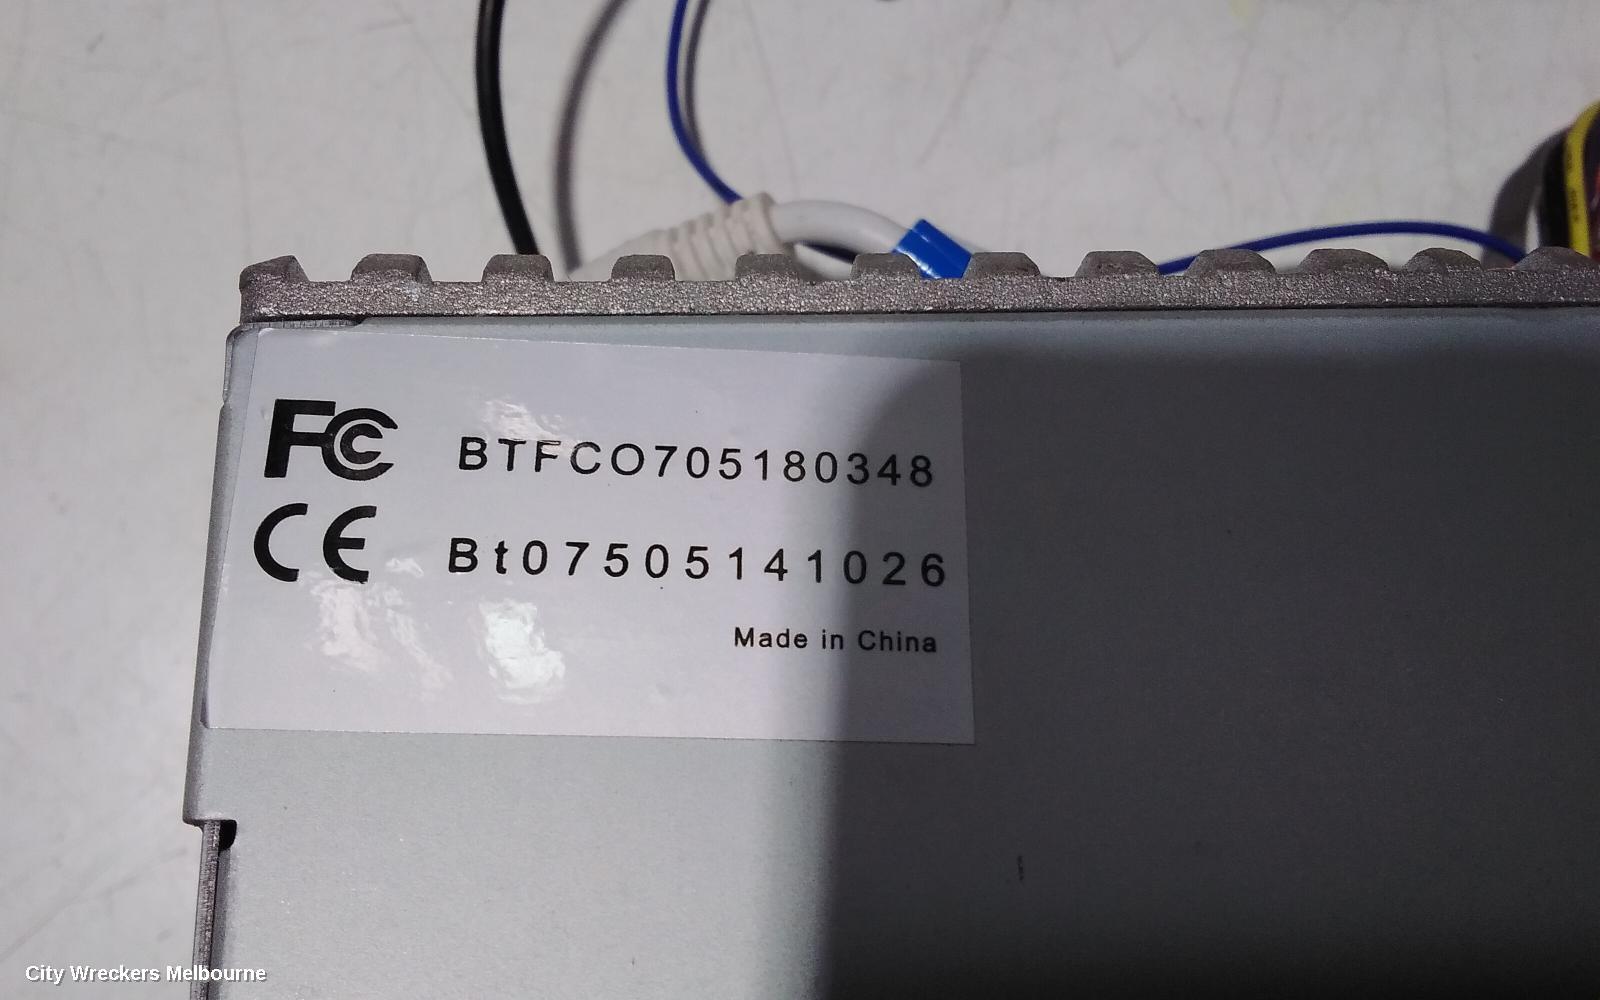 FC BTFCO705180348
CE Bt07505141026
Made in China
City Wreckers Melbourne